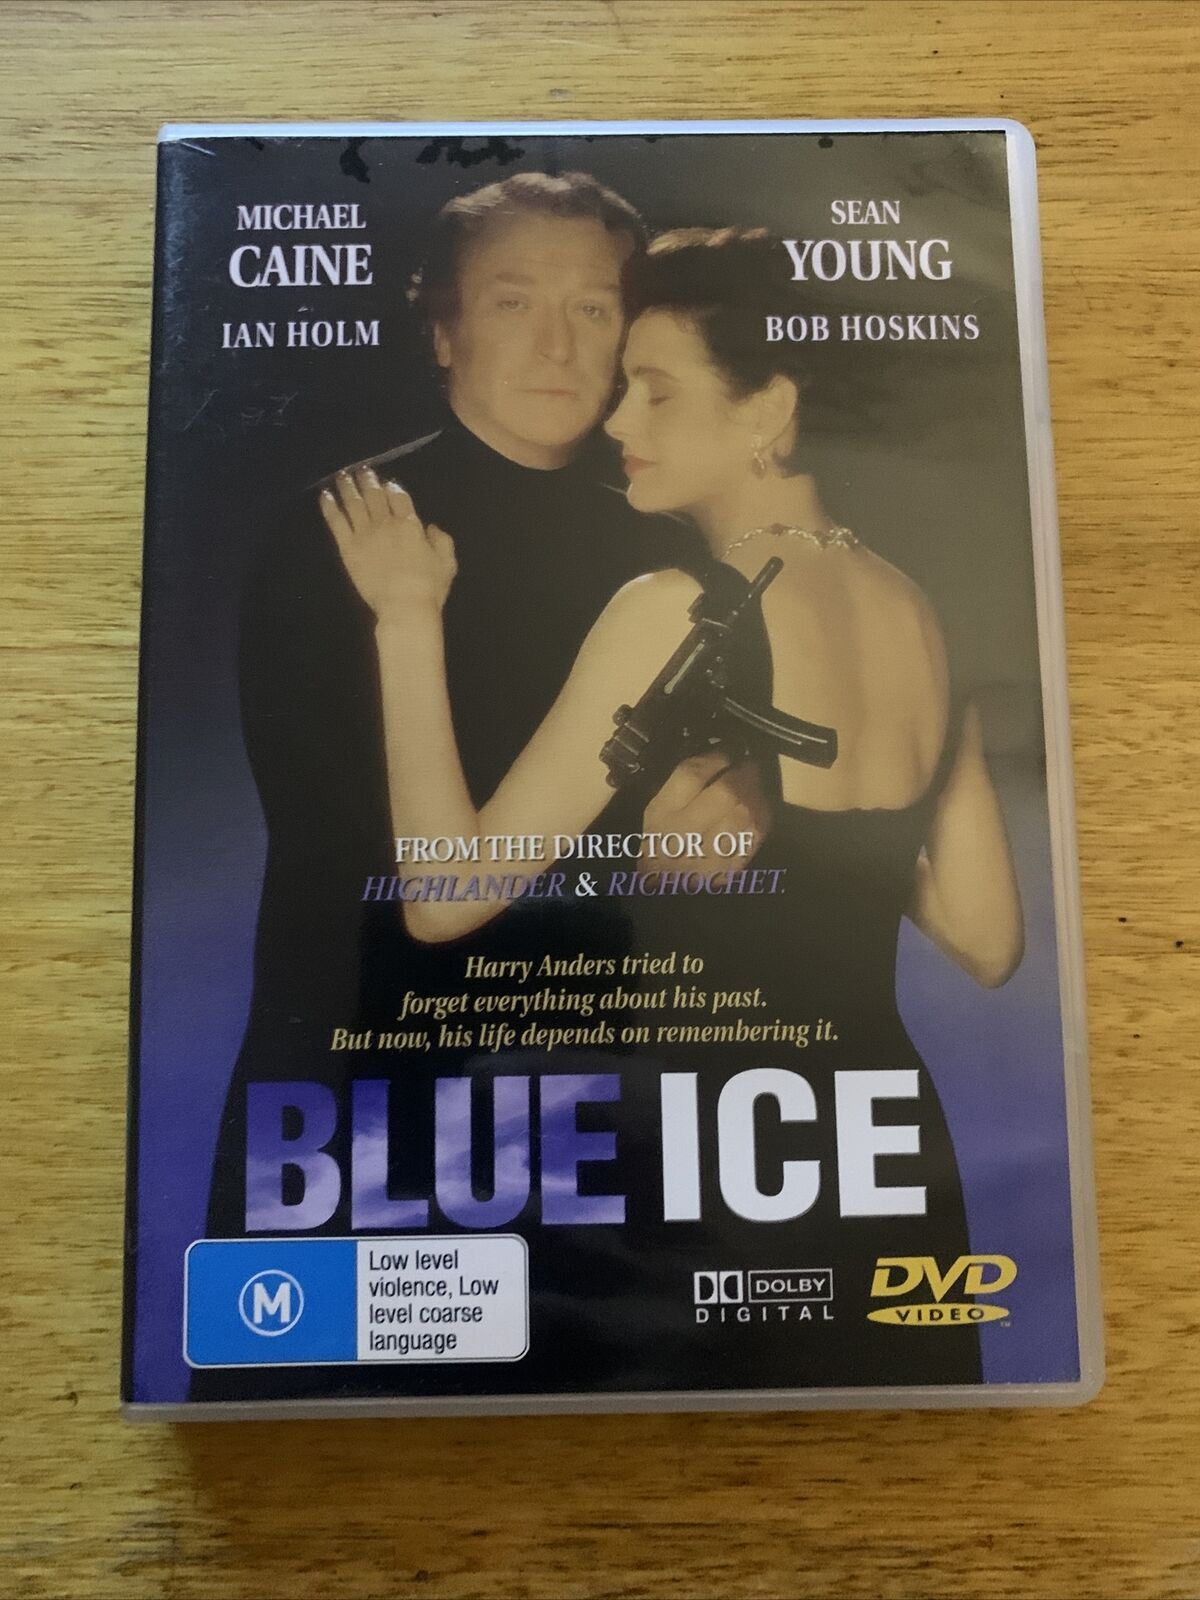 MICHAEL
CAINE
IAN HOLM
SEAN
YOUNG
BOB HOSKINS
FROM THE DIRECTOR OF
HIGHLANDER & RICHOCHET.
Harry Anders tried to
forget everything about his past.
But now, his life depends on remembering it.
BLUE ICE
M
Low level
violence, Low
level coarse
language
DOLBY
DIGITAL
DVD
VIDEO
TM